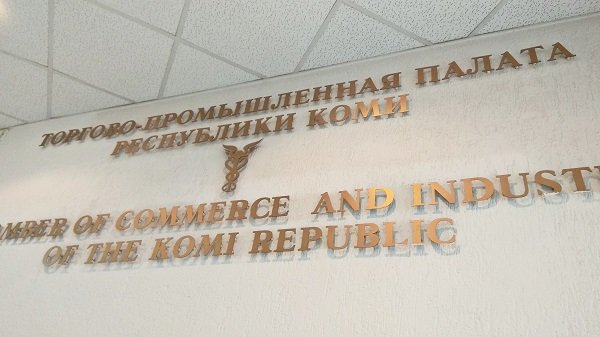 ТОРГОВО-ПРОМЫШЛЕННАЯ ПАЛАТА
РЕСПУБЛИКИ КОМИ
AMBER OF COMMERCE AND INDUST
OF THE KOMI REPUBLIC